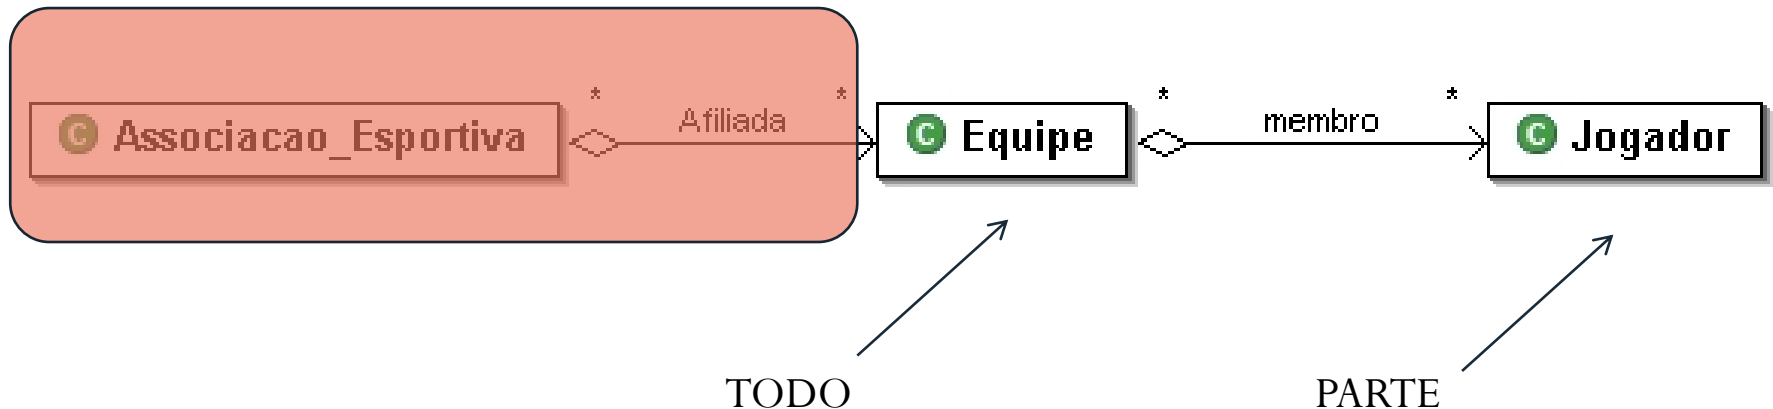 * * * *
Afiliada membro
C Associacao_Esportiva C Equipe C Jogador
TODO PARTE